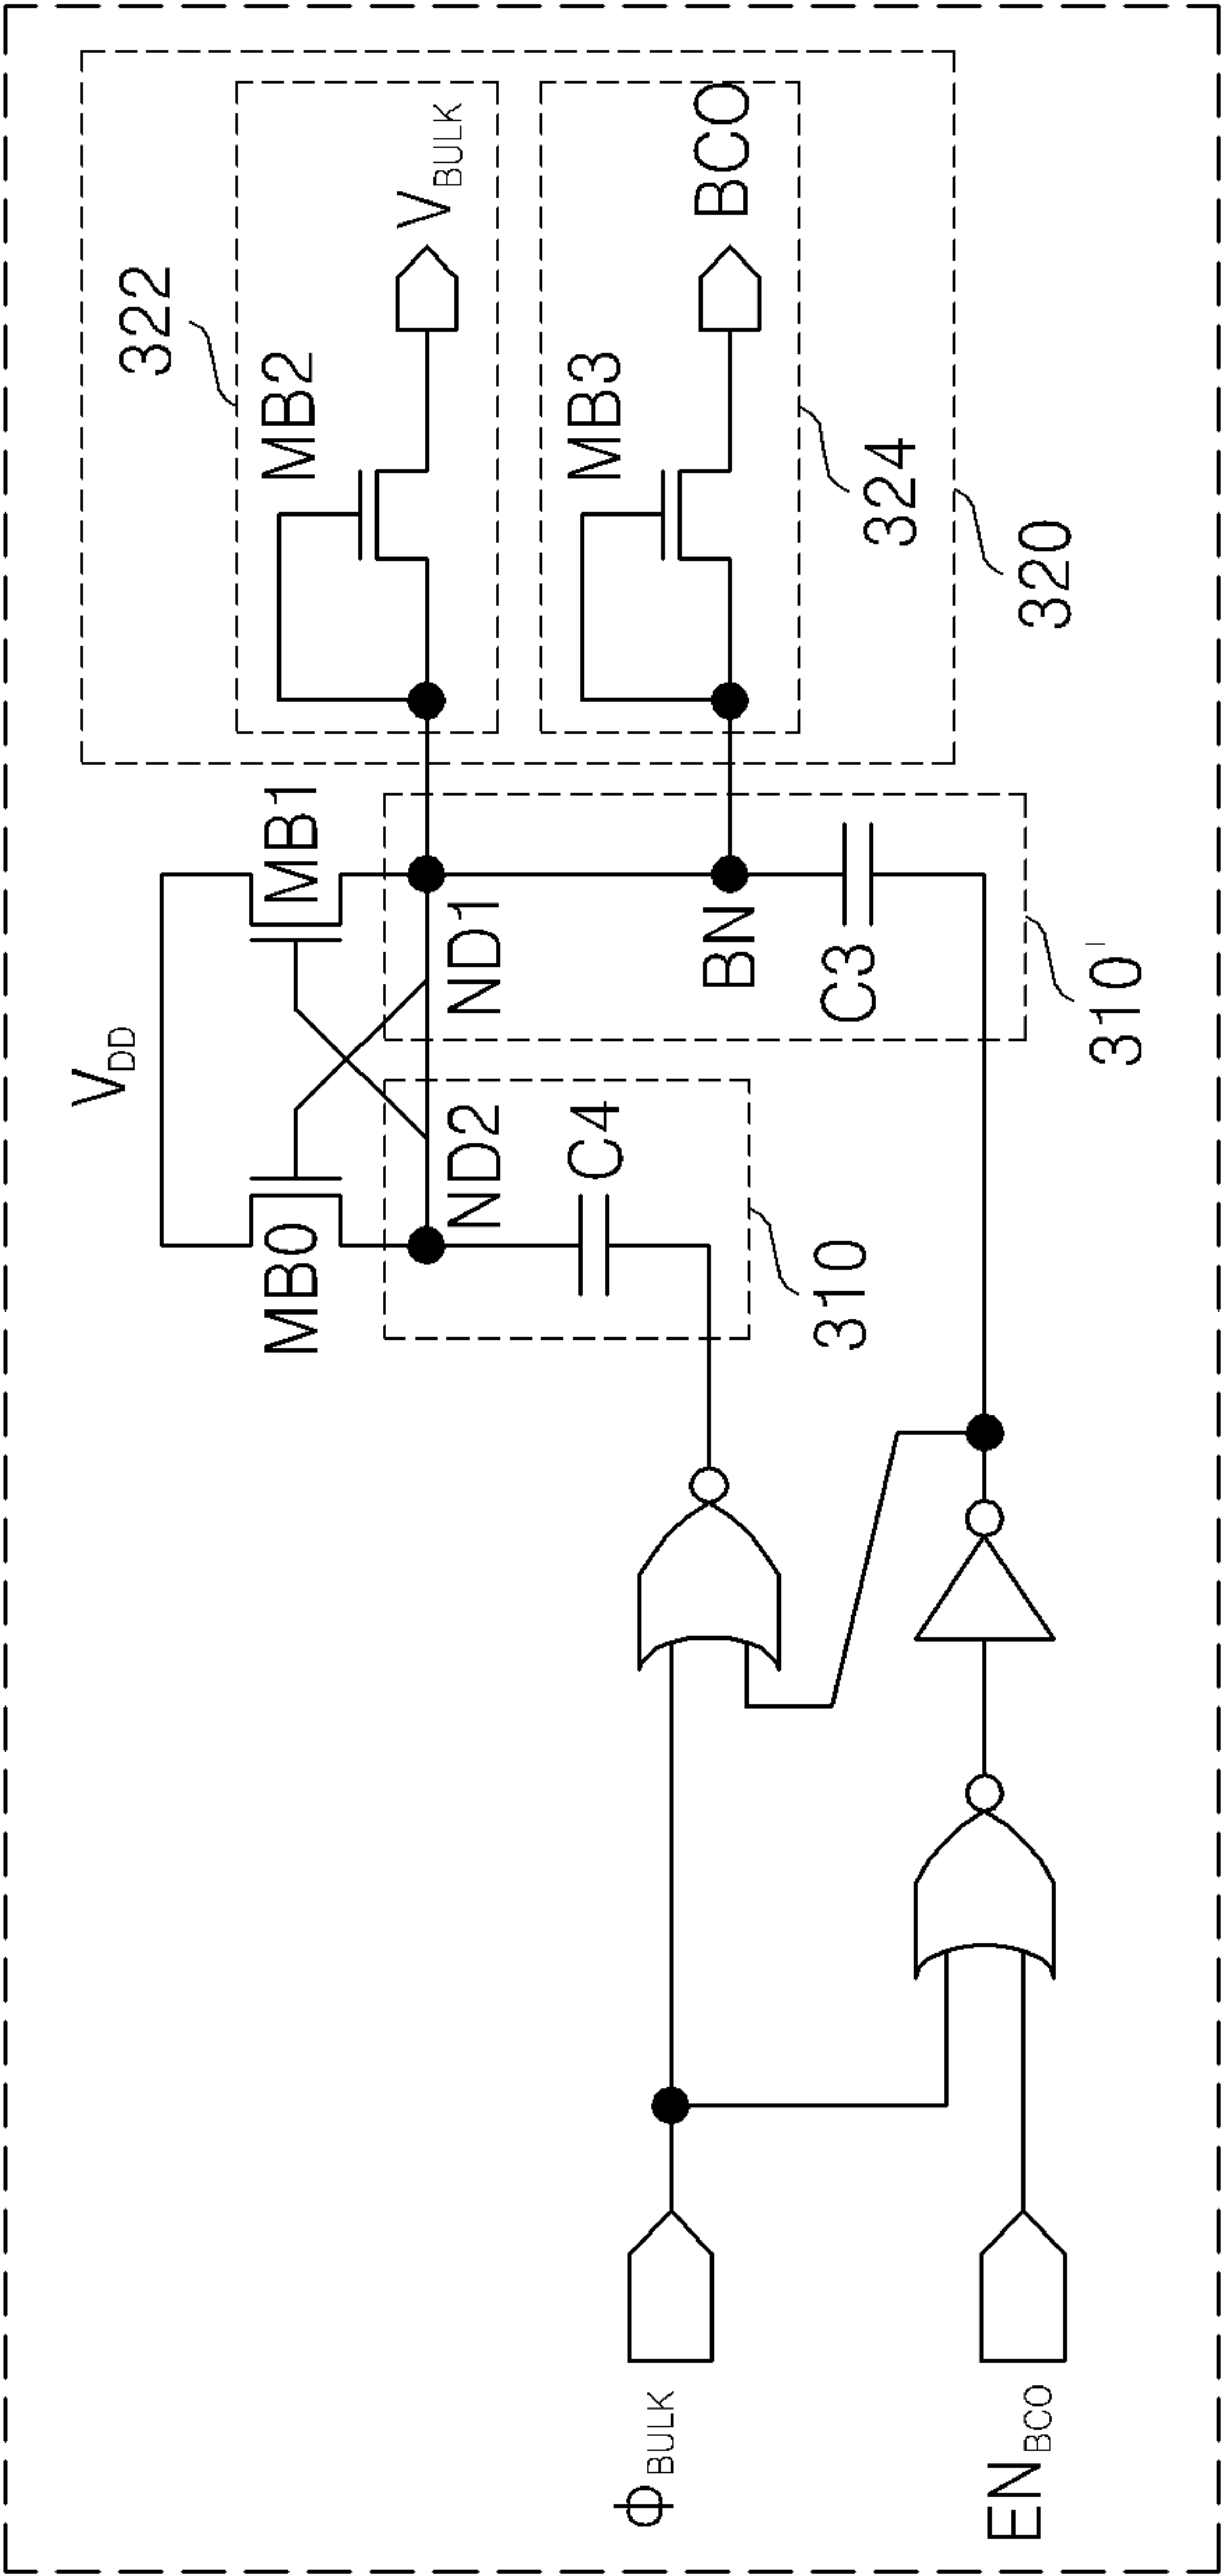 322
V_BULK
MB2
BCO
MB3
324
320
V_DD
MB1
MB0
ND1
ND2
BN
C4
C3
310
310'
Φ_BULK
EN_BCO